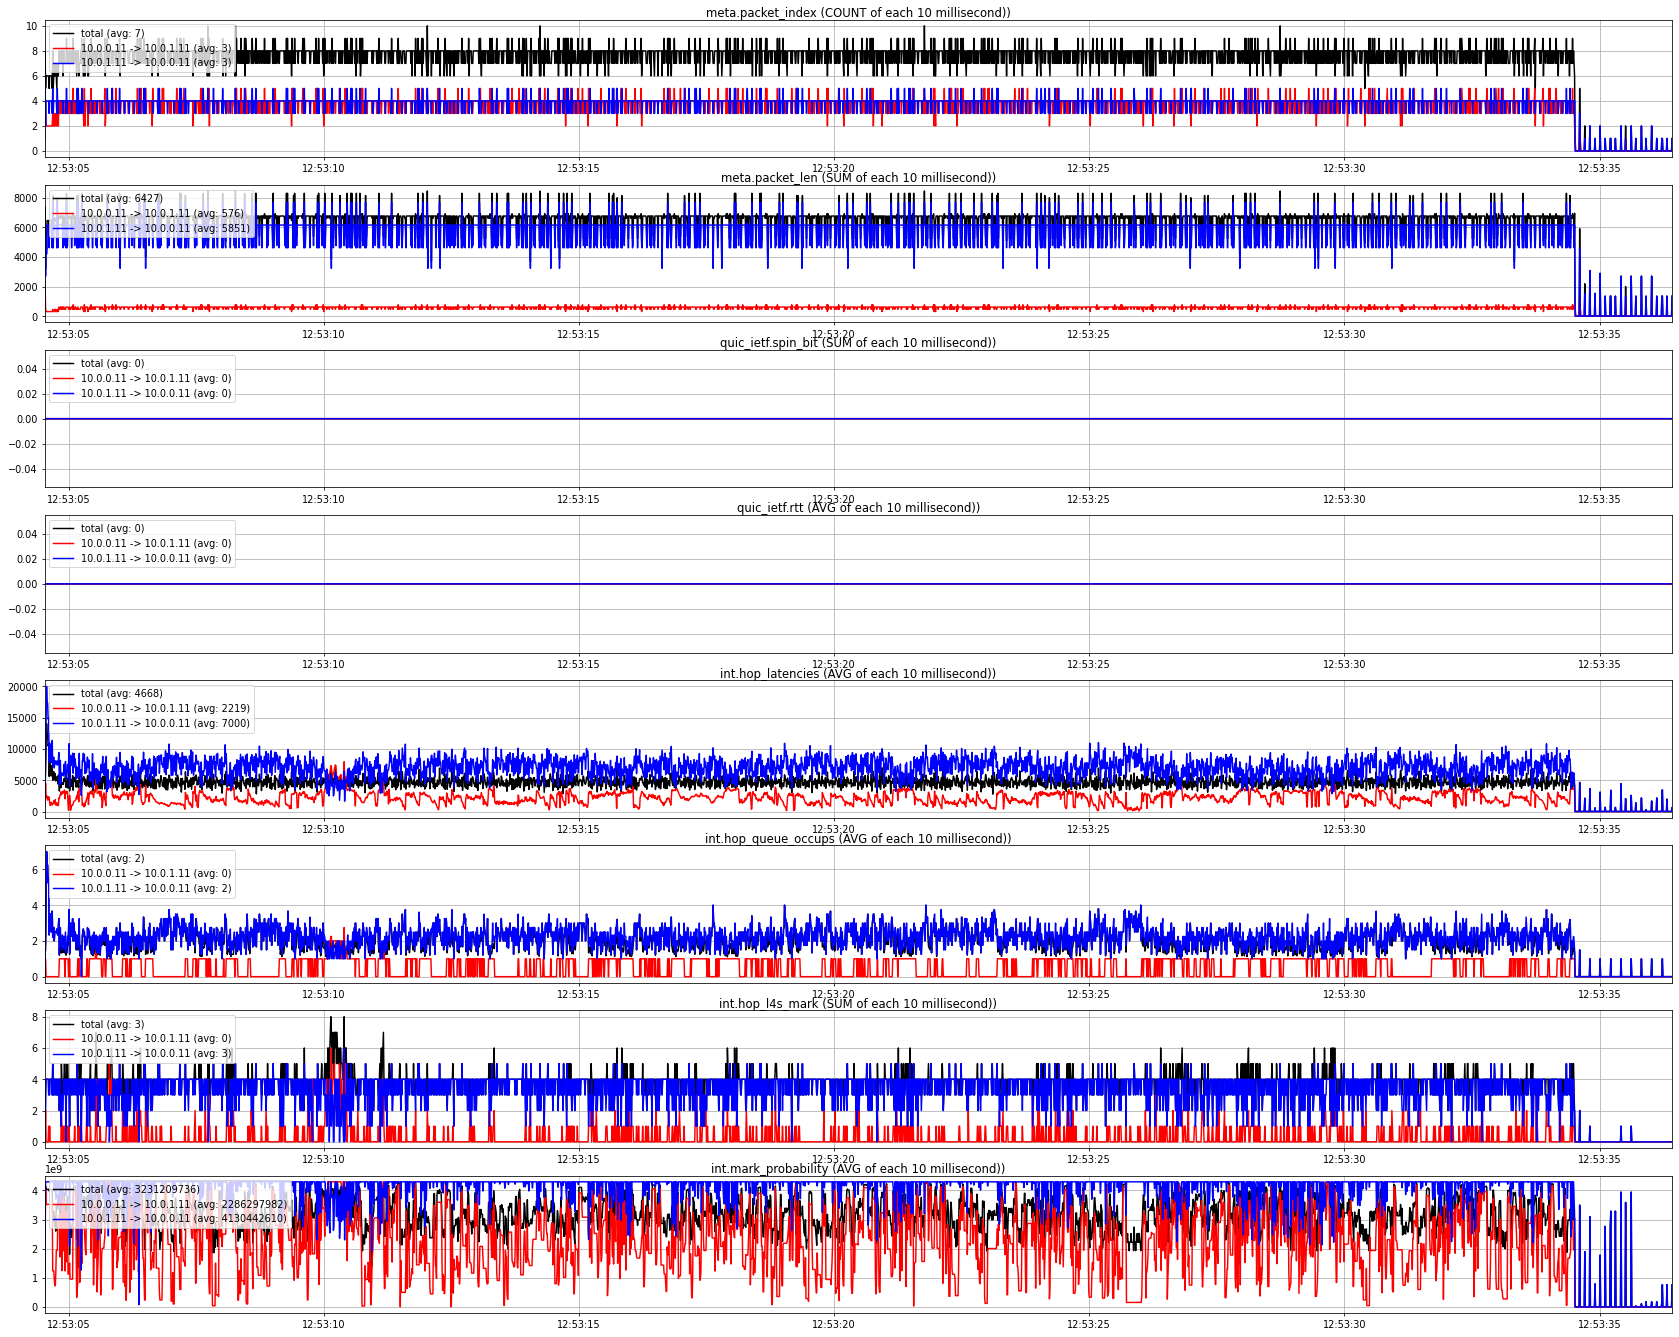 meta.packet_index (COUNT of each 10 millisecond))
10
8
6
4
2
0
total (avg: 7)
10.0.0.11 -> 10.0.1.11 (avg: 3)
10.0.1.11 -> 10.0.0.11 (avg: 3)
12:53:05 12:53:10 12:53:15 12:53:20 12:53:25 12:53:30 12:53:35
meta.packet_len (SUM of each 10 millisecond))
8000
6000
4000
2000
0
total (avg: 6427)
10.0.0.11 -> 10.0.1.11 (avg: 576)
10.0.1.11 -> 10.0.0.11 (avg: 5851)
12:53:05 12:53:10 12:53:15 12:53:20 12:53:25 12:53:30 12:53:35
quic_ietf.spin_bit (SUM of each 10 millisecond))
0.04
0.02
0.00
−0.02
−0.04
total (avg: 0)
10.0.0.11 -> 10.0.1.11 (avg: 0)
10.0.1.11 -> 10.0.0.11 (avg: 0)
12:53:05 12:53:10 12:53:15 12:53:20 12:53:25 12:53:30 12:53:35
quic_ietf.rtt (AVG of each 10 millisecond))
0.04
0.02
0.00
−0.02
−0.04
total (avg: 0)
10.0.0.11 -> 10.0.1.11 (avg: 0)
10.0.1.11 -> 10.0.0.11 (avg: 0)
12:53:05 12:53:10 12:53:15 12:53:20 12:53:25 12:53:30 12:53:35
int.hop_latencies (AVG of each 10 millisecond))
20000
15000
10000
5000
0
total (avg: 4668)
10.0.0.11 -> 10.0.1.11 (avg: 2219)
10.0.1.11 -> 10.0.0.11 (avg: 7000)
12:53:05 12:53:10 12:53:15 12:53:20 12:53:25 12:53:30 12:53:35
int.hop_queue_occups (AVG of each 10 millisecond))
6
4
2
0
total (avg: 2)
10.0.0.11 -> 10.0.1.11 (avg: 0)
10.0.1.11 -> 10.0.0.11 (avg: 2)
12:53:05 12:53:10 12:53:15 12:53:20 12:53:25 12:53:30 12:53:35
int.hop_l4s_mark (SUM of each 10 millisecond))
8
6
4
2
0
total (avg: 3)
10.0.0.11 -> 10.0.1.11 (avg: 0)
10.0.1.11 -> 10.0.0.11 (avg: 3)
12:53:05 12:53:10 12:53:15 12:53:20 12:53:25 12:53:30 12:53:35
int.mark_probability (AVG of each 10 millisecond))
1e9
4
3
2
1
0
total (avg: 3231209736)
10.0.0.11 -> 10.0.1.11 (avg: 2286297982)
10.0.1.11 -> 10.0.0.11 (avg: 4130442610)
12:53:05 12:53:10 12:53:15 12:53:20 12:53:25 12:53:30 12:53:35